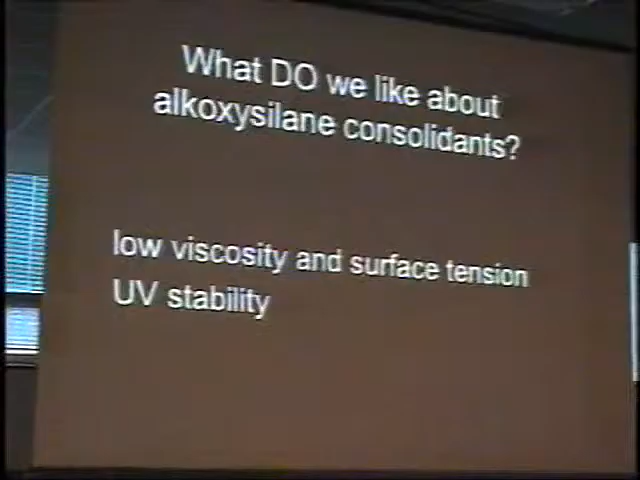 What DO we like about
alkoxysilane consolidants?
low viscosity and surface tension
UV stability